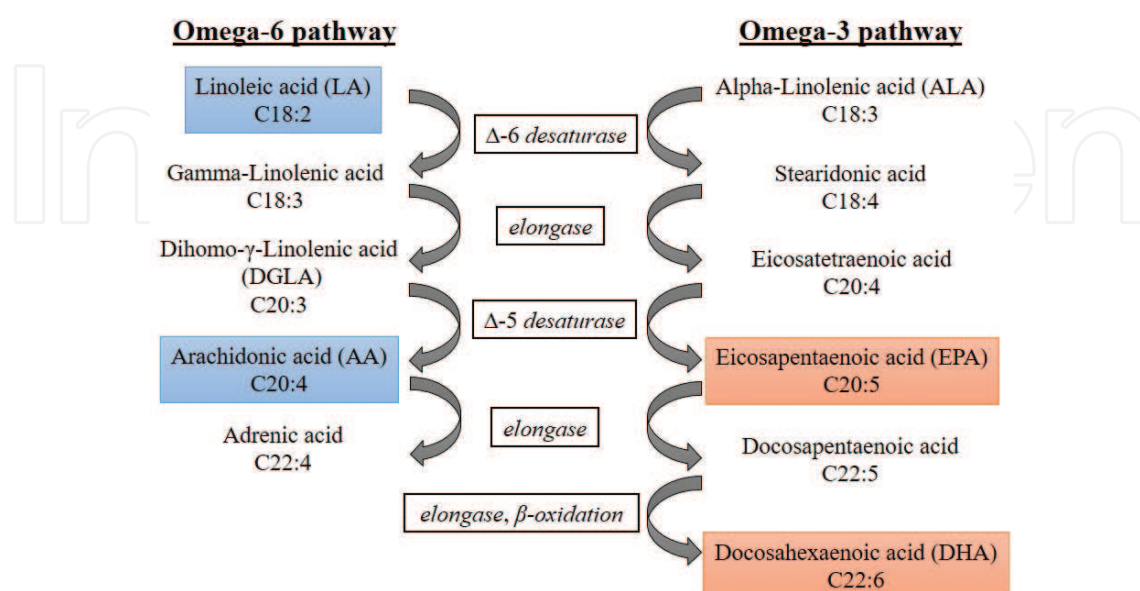 Omega-6 pathway
Omega-3 pathway
Linoleic acid (LA)
C18:2
Alpha-Linolenic acid (ALA)
C18:3
Δ-6 desaturase
Gamma-Linolenic acid
C18:3
Stearidonic acid
C18:4
elongase
Dihomo-γ-Linolenic acid
(DGLA)
C20:3
Eicosatetraenoic acid
C20:4
Δ-5 desaturase
Arachidonic acid (AA)
C20:4
Eicosapentaenoic acid (EPA)
C20:5
elongase
Adrenic acid
C22:4
Docosapentaenoic acid
C22:5
elongase, β-oxidation
Docosahexaenoic acid (DHA)
C22:6